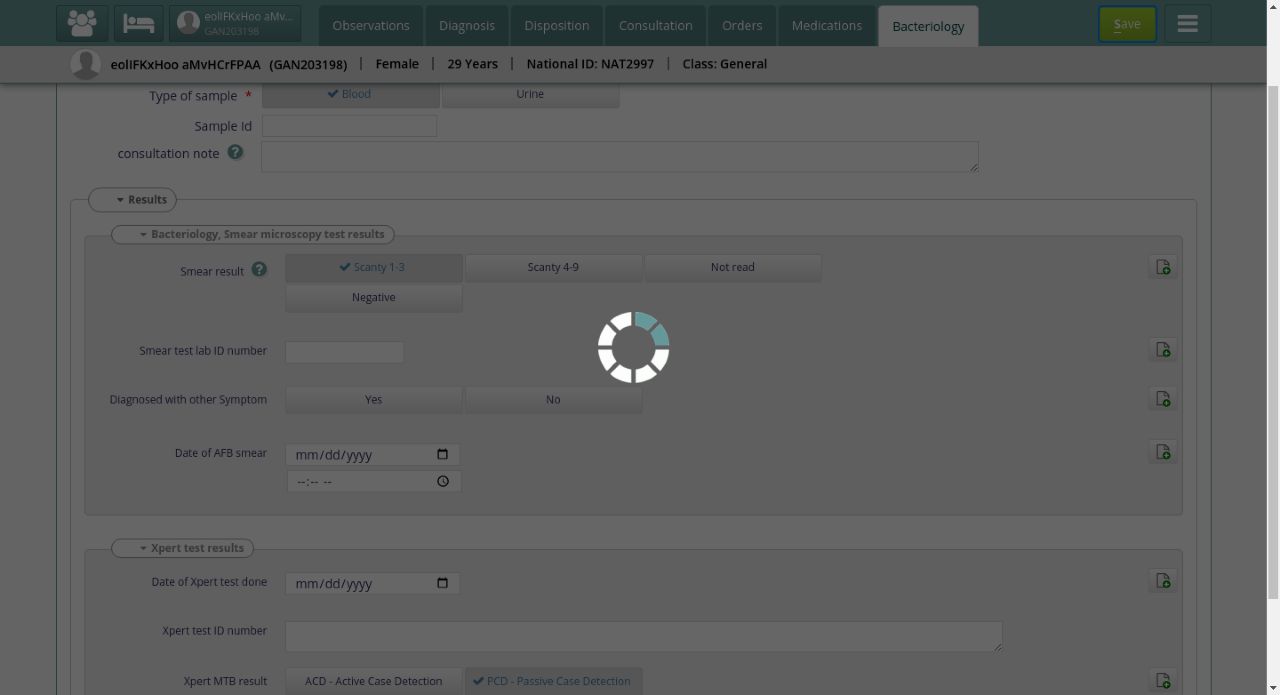 eoliFKxHoo aMv...
GAN203198
Observations
Diagnosis
Disposition
Consultation
Orders
Medications
Bacteriology
Save
eoliFKxHoo aMvHCrFPAA (GAN203198) | Female | 29 Years | National ID: NAT2997 | Class: General
Type of sample * Blood Urine
Sample Id
consultation note ?
Results
Bacteriology, Smear microscopy test results
Smear result ? Scanty 1-3 Scanty 4-9 Not read
Negative
Smear test lab ID number
Diagnosed with other Symptom Yes No
Date of AFB smear mm/dd/yyyy
--:-- --
Xpert test results
Date of Xpert test done mm/dd/yyyy
Xpert test ID number
Xpert MTB result ACD - Active Case Detection PCD - Passive Case Detection